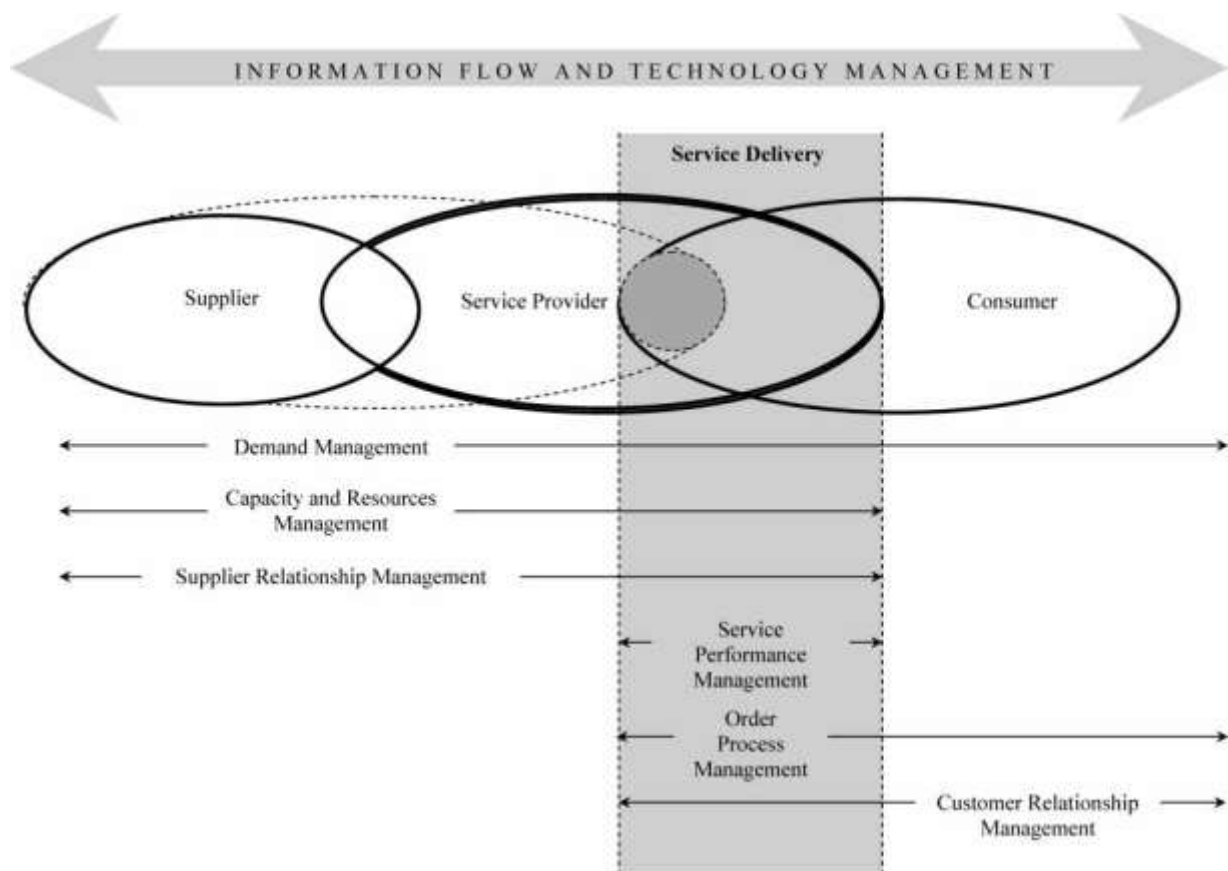 INFORMATION FLOW AND TECHNOLOGY MANAGEMENT
Service Delivery
Supplier
Service Provider
Consumer
Demand Management
Capacity and Resources
Management
Supplier Relationship Management
Service
Performance
Management
Order
Process
Management
Customer Relationship
Management